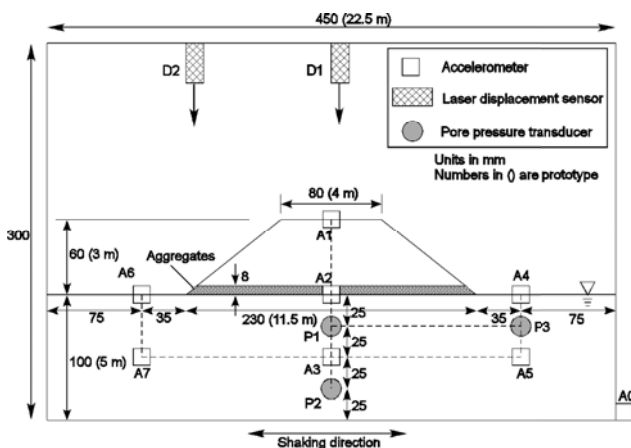 450 (22.5 m)
D2
D1
Accelerometer
Laser displacement sensor
Pore pressure transducer
Units in mm
Numbers in () are prototype
80 (4 m)
300
A1
60 (3 m)
Aggregates
8
A6
A2
A4
75
35
230 (11.5 m)
25
35
75
P1
P3
100 (5 m)
25
A7
A3
A5
25
P2
25
A0
Shaking direction